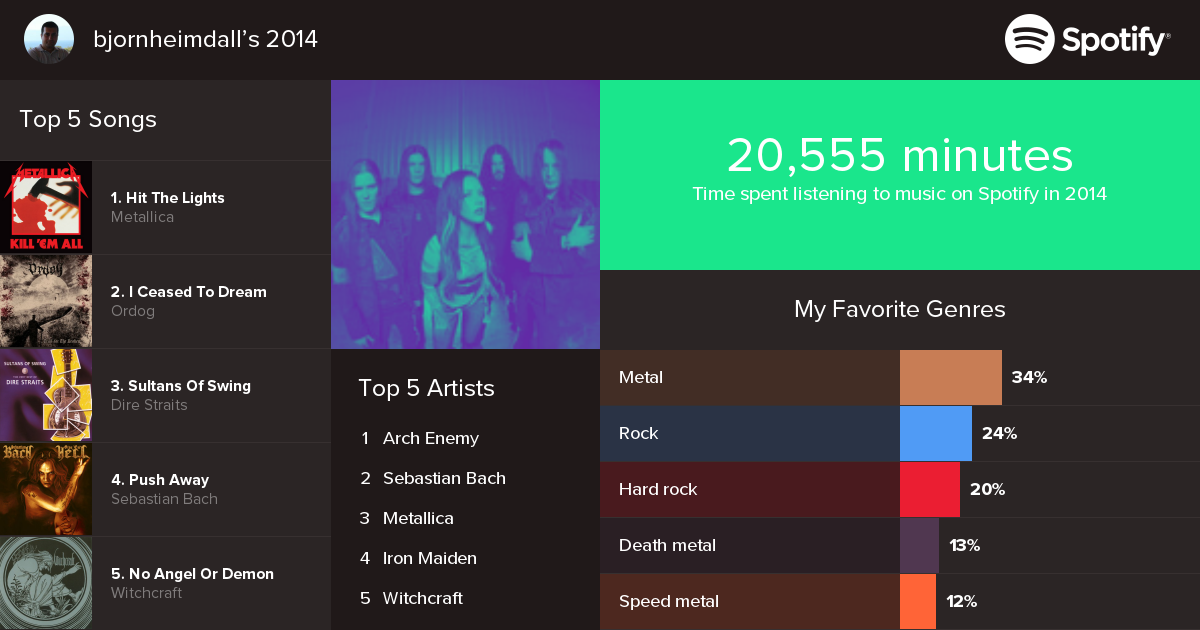 bjornheimdall's 2014
Spotify®
Top 5 Songs
METALLICA
KILL 'EM ALL
1. Hit The Lights
Metallica
Ordog
2. I Ceased To Dream
Ordog
SULTANS OF SWING
DIRE STRAITS
3. Sultans Of Swing
Dire Straits
Bach
4. Push Away
Sebastian Bach
5. No Angel Or Demon
Witchcraft
Top 5 Artists
1 Arch Enemy
2 Sebastian Bach
3 Metallica
4 Iron Maiden
5 Witchcraft
20,555 minutes
Time spent listening to music on Spotify in 2014
My Favorite Genres
Metal 34%
Rock 24%
Hard rock 20%
Death metal 13%
Speed metal 12%